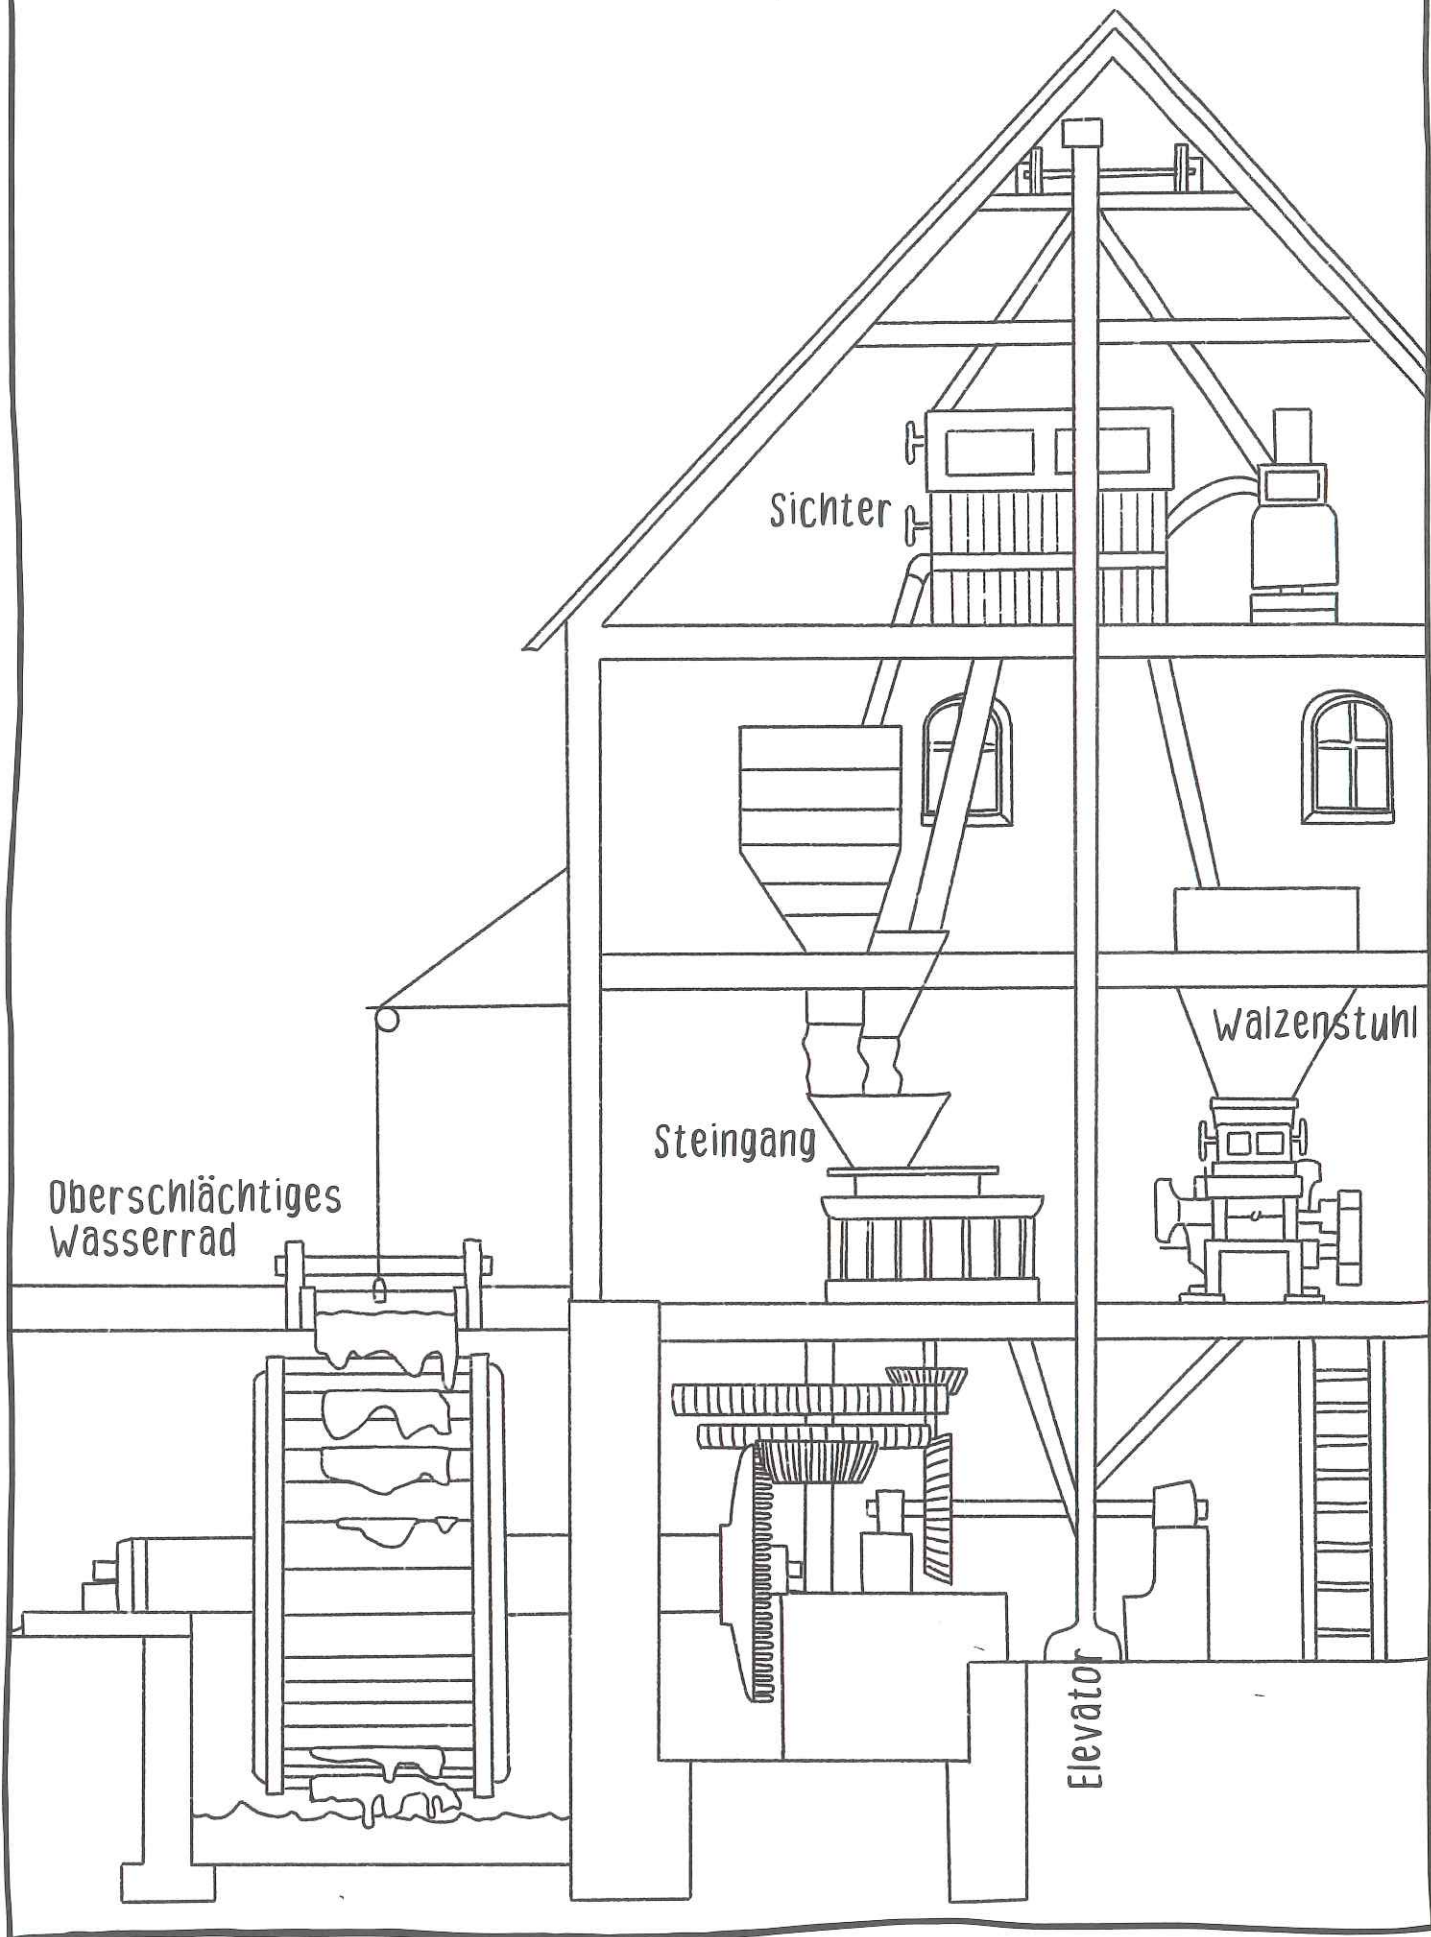 Sichter
Walzenstuhl
Steingang
Oberschlächtiges
Wasserrad
Elevator